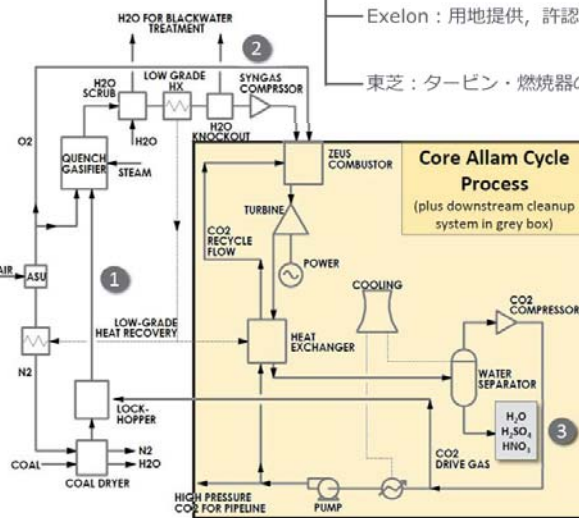 Exelon：用地提供，許認
東芝：タービン・燃焼器の
H2O FOR BLACKWATER
TREATMENT
2
H2O
SCRUB
LOW GRADE
HX
SYNGAS
COMPRSSOR
H2O
H2O
KNOCKOUT
O2
QUENCH
GASIFIER
STEAM
ZEUS
COMBUSTOR
Core Allam Cycle
Process
(plus downstream cleanup
system in grey box)
TURBINE
CO2
RECYCLE
FLOW
POWER
AIR
ASU
1
COOLING
CO2
COMPRESSOR
LOW-GRADE
HEAT RECOVERY
HEAT
EXCHANGER
N2
WATER
SEPARATOR
LOCK-
HOPPER
H2O
H2SO4
HNO3
3
CO2
DRIVE GAS
COAL
N2
H2O
COAL DRYER
HIGH PRESSURE
CO2 FOR PIPELINE
PUMP